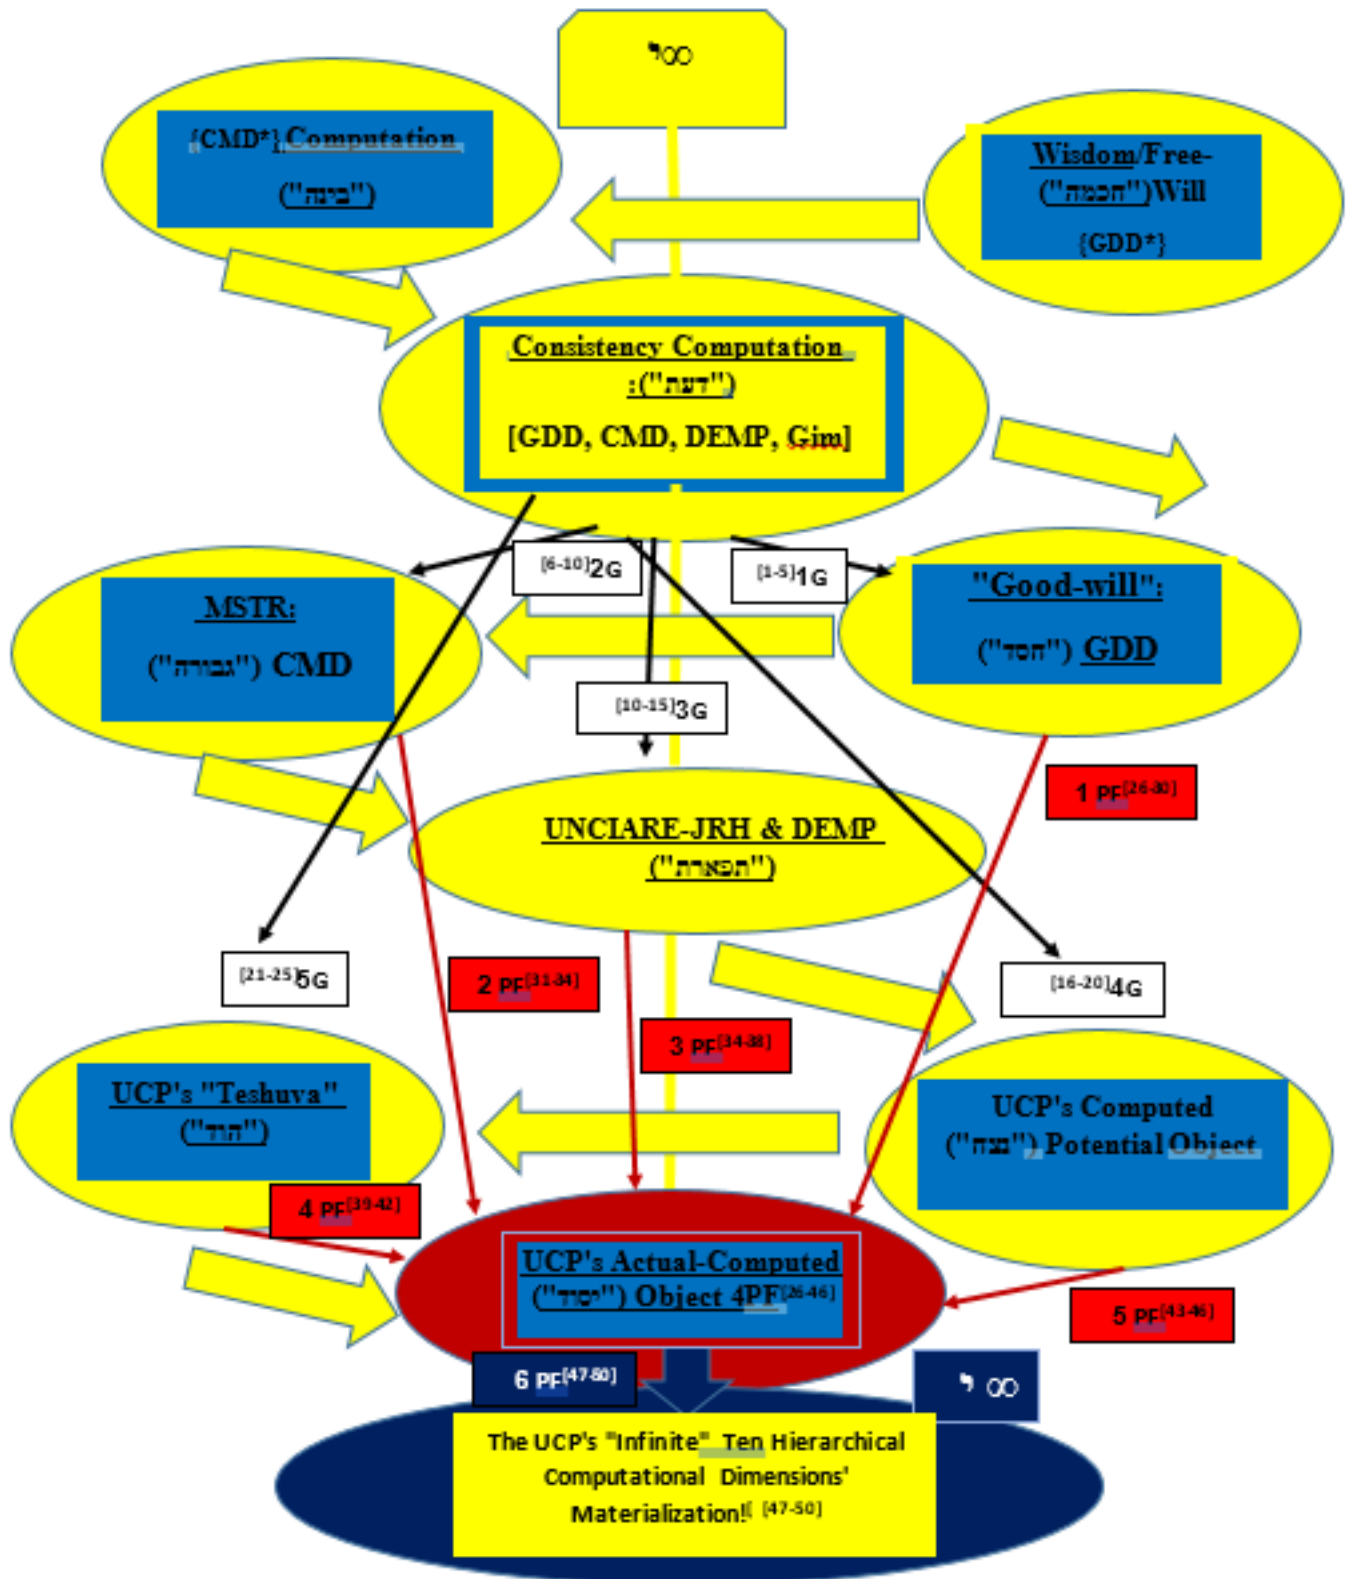 ∞י
{CMD*} Computation
("בינה")
Wisdom/Free-
("חכמה")Will
{GDD*}
Consistency Computation
:("דעת")
[GDD, CMD, DEMP, Gim]
[6-10]2G
[1-5]1G
MSTR:
("גבורה") CMD
"Good-will":
("חסד") GDD
[10-15]3G
1 PF[26-30]
UNCIARE-JRH & DEMP
("תפארת")
[21-25]5G
2 PF[31-34]
[16-20]4G
3 PF[34-38]
UCP's "Teshuva"
("הוד")
UCP's Computed
("נצח") Potential Object
4 PF[39-42]
UCP's Actual-Computed
("יסוד") Object 4PF[26-46]
5 PF[43-46]
6 PF[47-50]
י ∞
The UCP's "Infinite" Ten Hierarchical
Computational Dimensions'
Materialization![ [47-50]